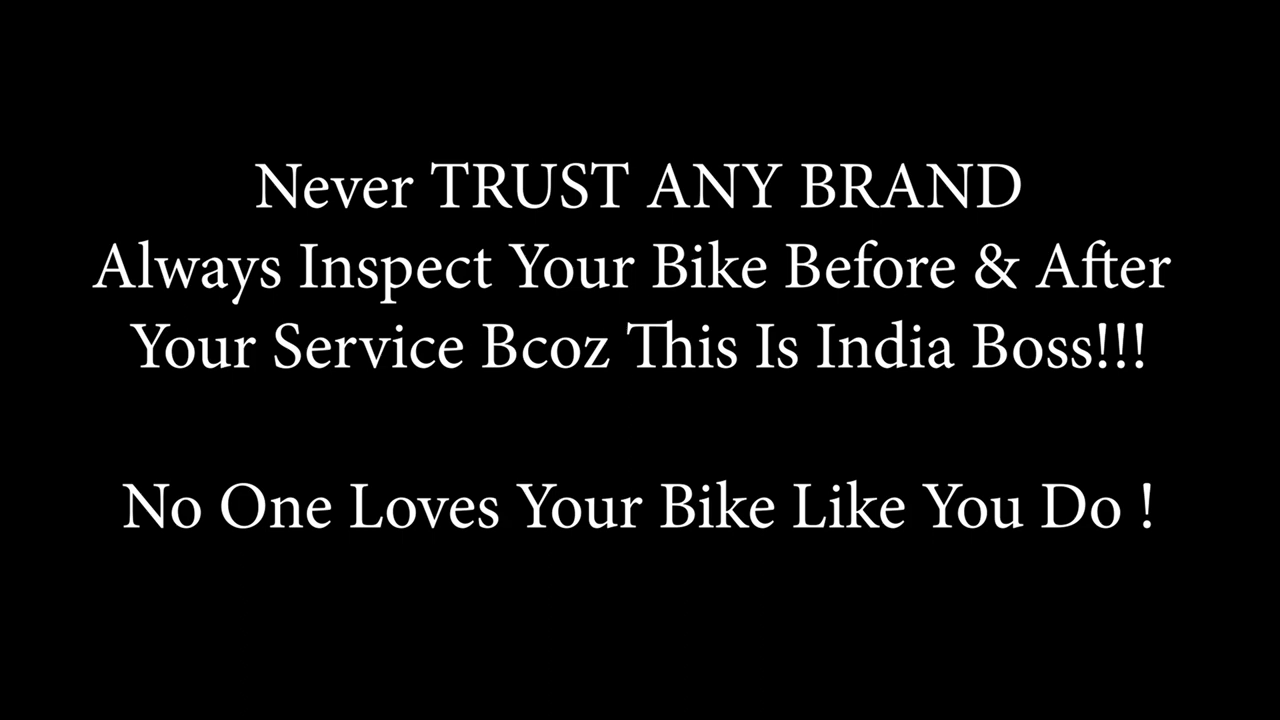 Never TRUST ANY BRAND
Always Inspect Your Bike Before & After
Your Service Bcoz This Is India Boss!!!
No One Loves Your Bike Like You Do !